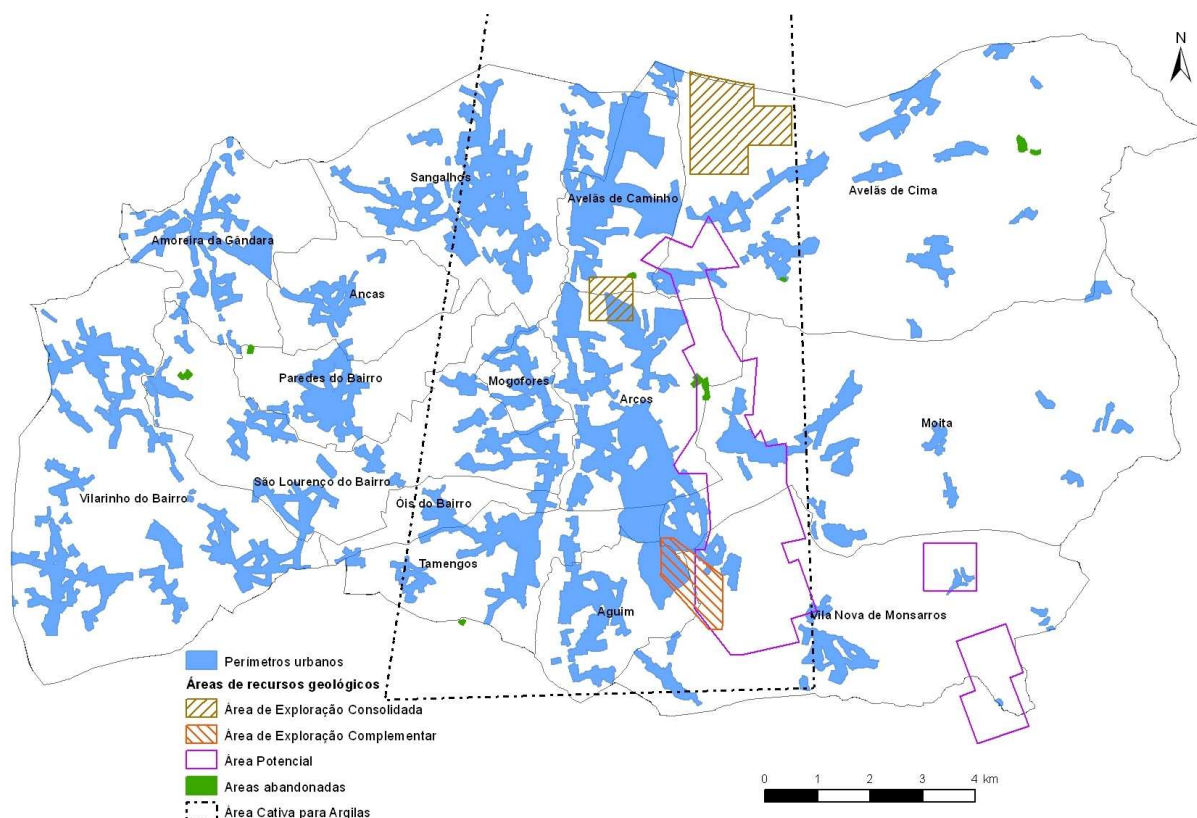 N
Sangalhos
Avelãs de Caminho
Avelãs de Cima
Amoreira da Gândara
Ancas
Paredes do Bairro
Mogofores
Arcos
Moita
Vilarinho do Bairro
São Lourenço do Bairro
Óis do Bairro
Tamengos
Aguim
Vila Nova de Monsarros
Perímetros urbanos
Áreas de recursos geológicos
Área de Exploração Consolidada
Área de Exploração Complementar
Área Potencial
Areas abandonadas
Área Cativa para Argilas
0 1 2 3 4 km